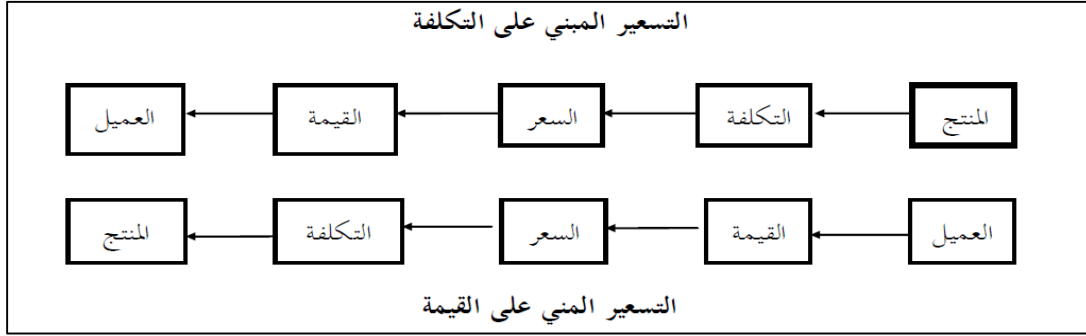 التسعير المبني على التكلفة
المنتج التكلفة السعر القيمة العميل
العميل القيمة السعر التكلفة المنتج
التسعير المني على القيمة